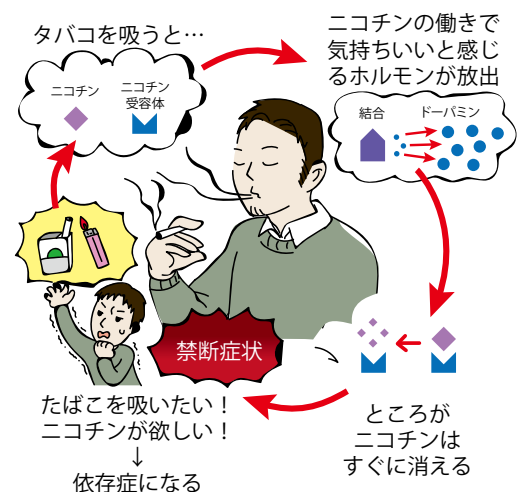 タバコを吸うと…
ニコチン
ニコチン
受容体
ニコチンの働きで
気持ちいいと感じ
るホルモンが放出
結合
ドーパミン
ところが
ニコチンは
すぐに消える
禁断症状
たばこを吸いたい！
ニコチンが欲しい！
↓
依存症になる